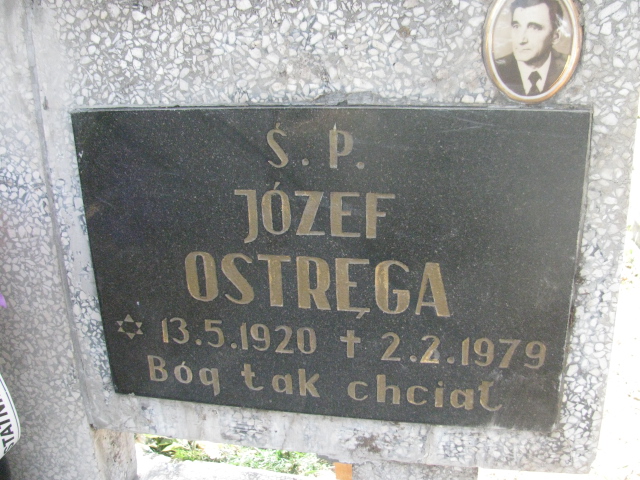 Ś. P.
JÓZEF
OSTRĘGA
✡ 13.5.1920 † 2.2.1979
Bóg tak chciał